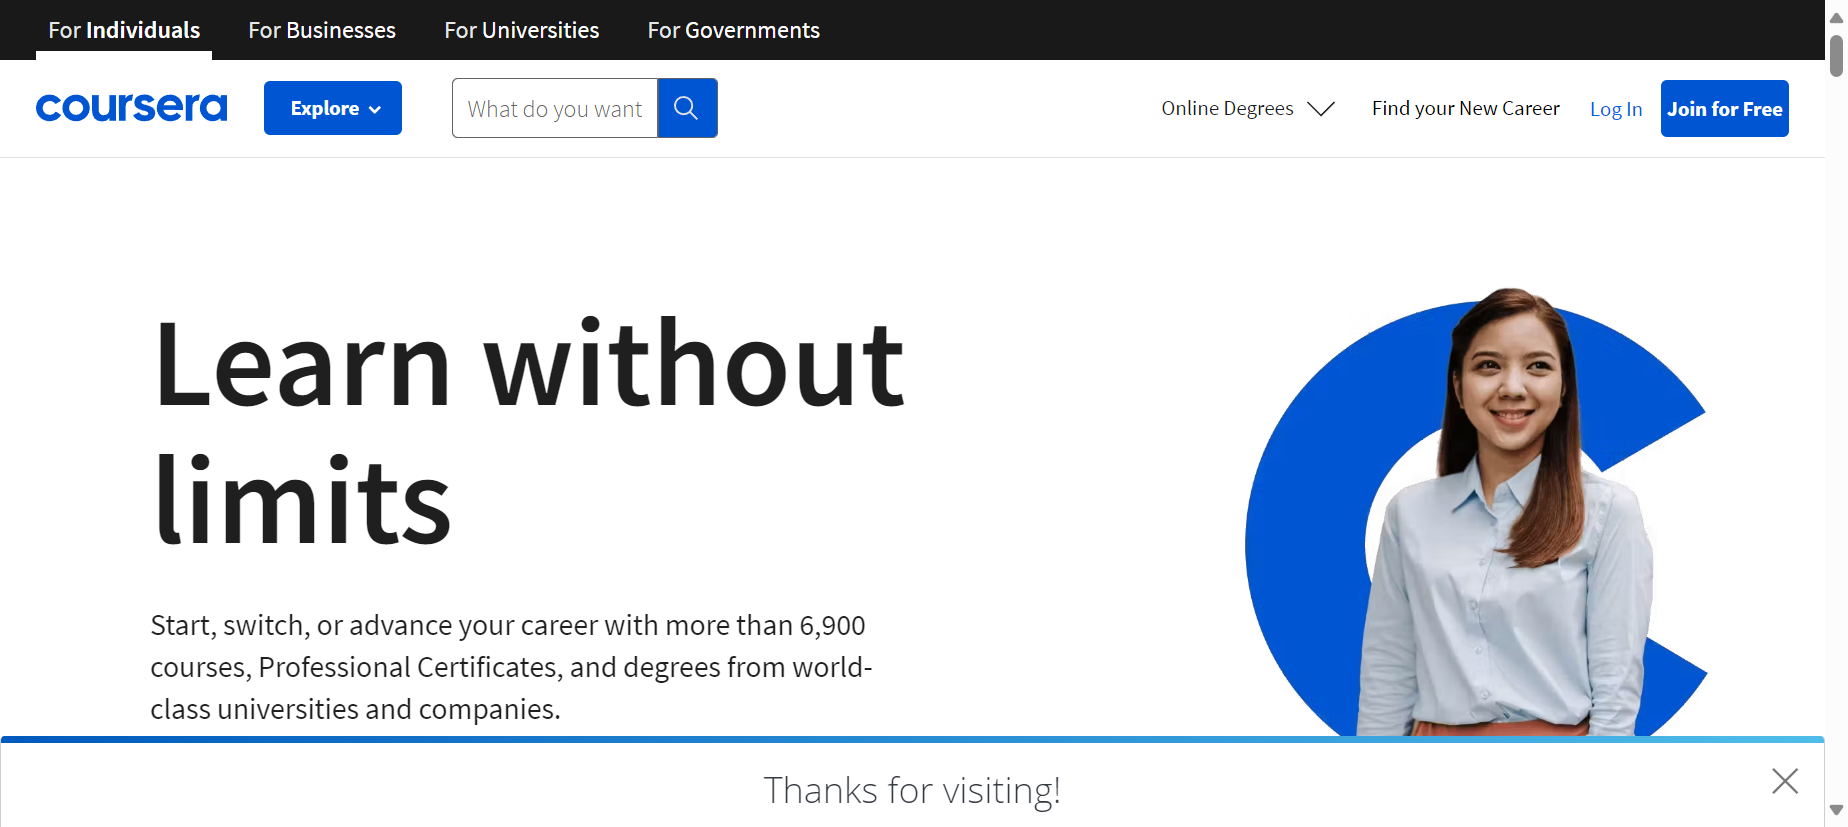 For Individuals For Businesses For Universities For Governments
coursera Explore What do you want Online Degrees Find your New Career Log In Join for Free
Learn without
limits
Start, switch, or advance your career with more than 6,900
courses, Professional Certificates, and degrees from world-
class universities and companies.
Thanks for visiting!